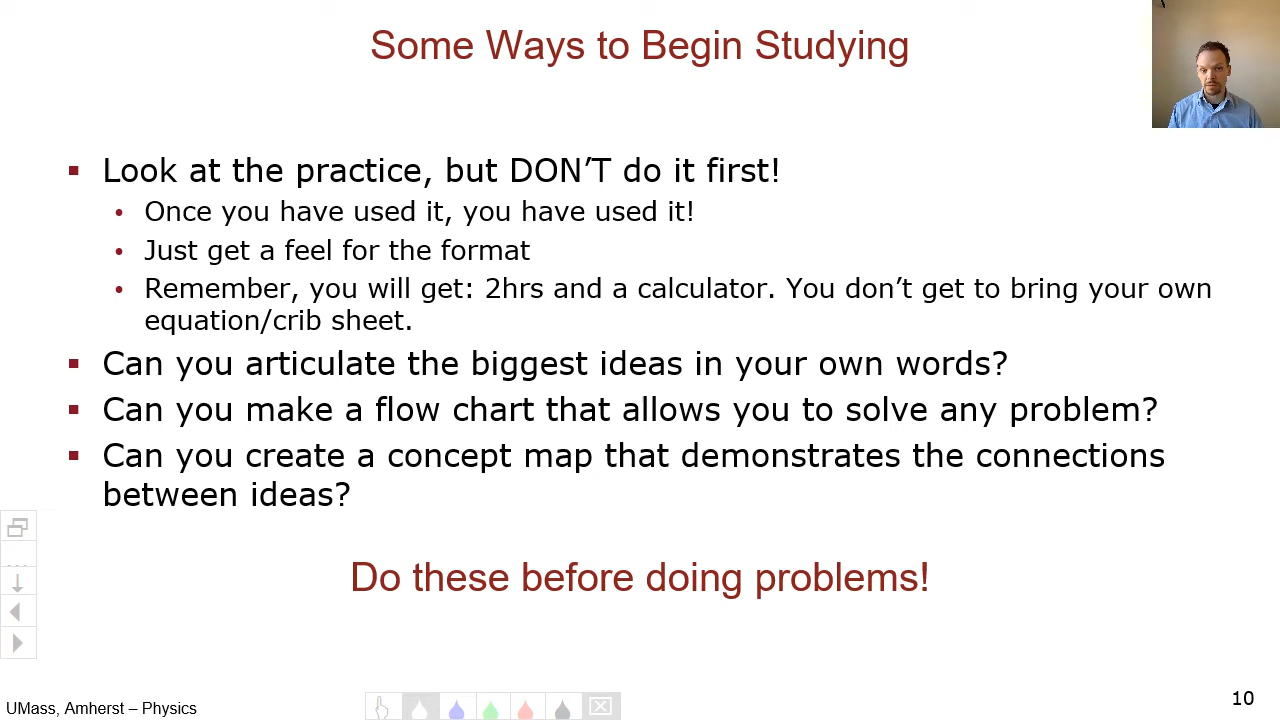 Some Ways to Begin Studying
Look at the practice, but DON’T do it first!
Once you have used it, you have used it!
Just get a feel for the format
Remember, you will get: 2hrs and a calculator. You don’t get to bring your own
equation/crib sheet.
Can you articulate the biggest ideas in your own words?
Can you make a flow chart that allows you to solve any problem?
Can you create a concept map that demonstrates the connections
between ideas?
Do these before doing problems!
UMass, Amherst – Physics
10